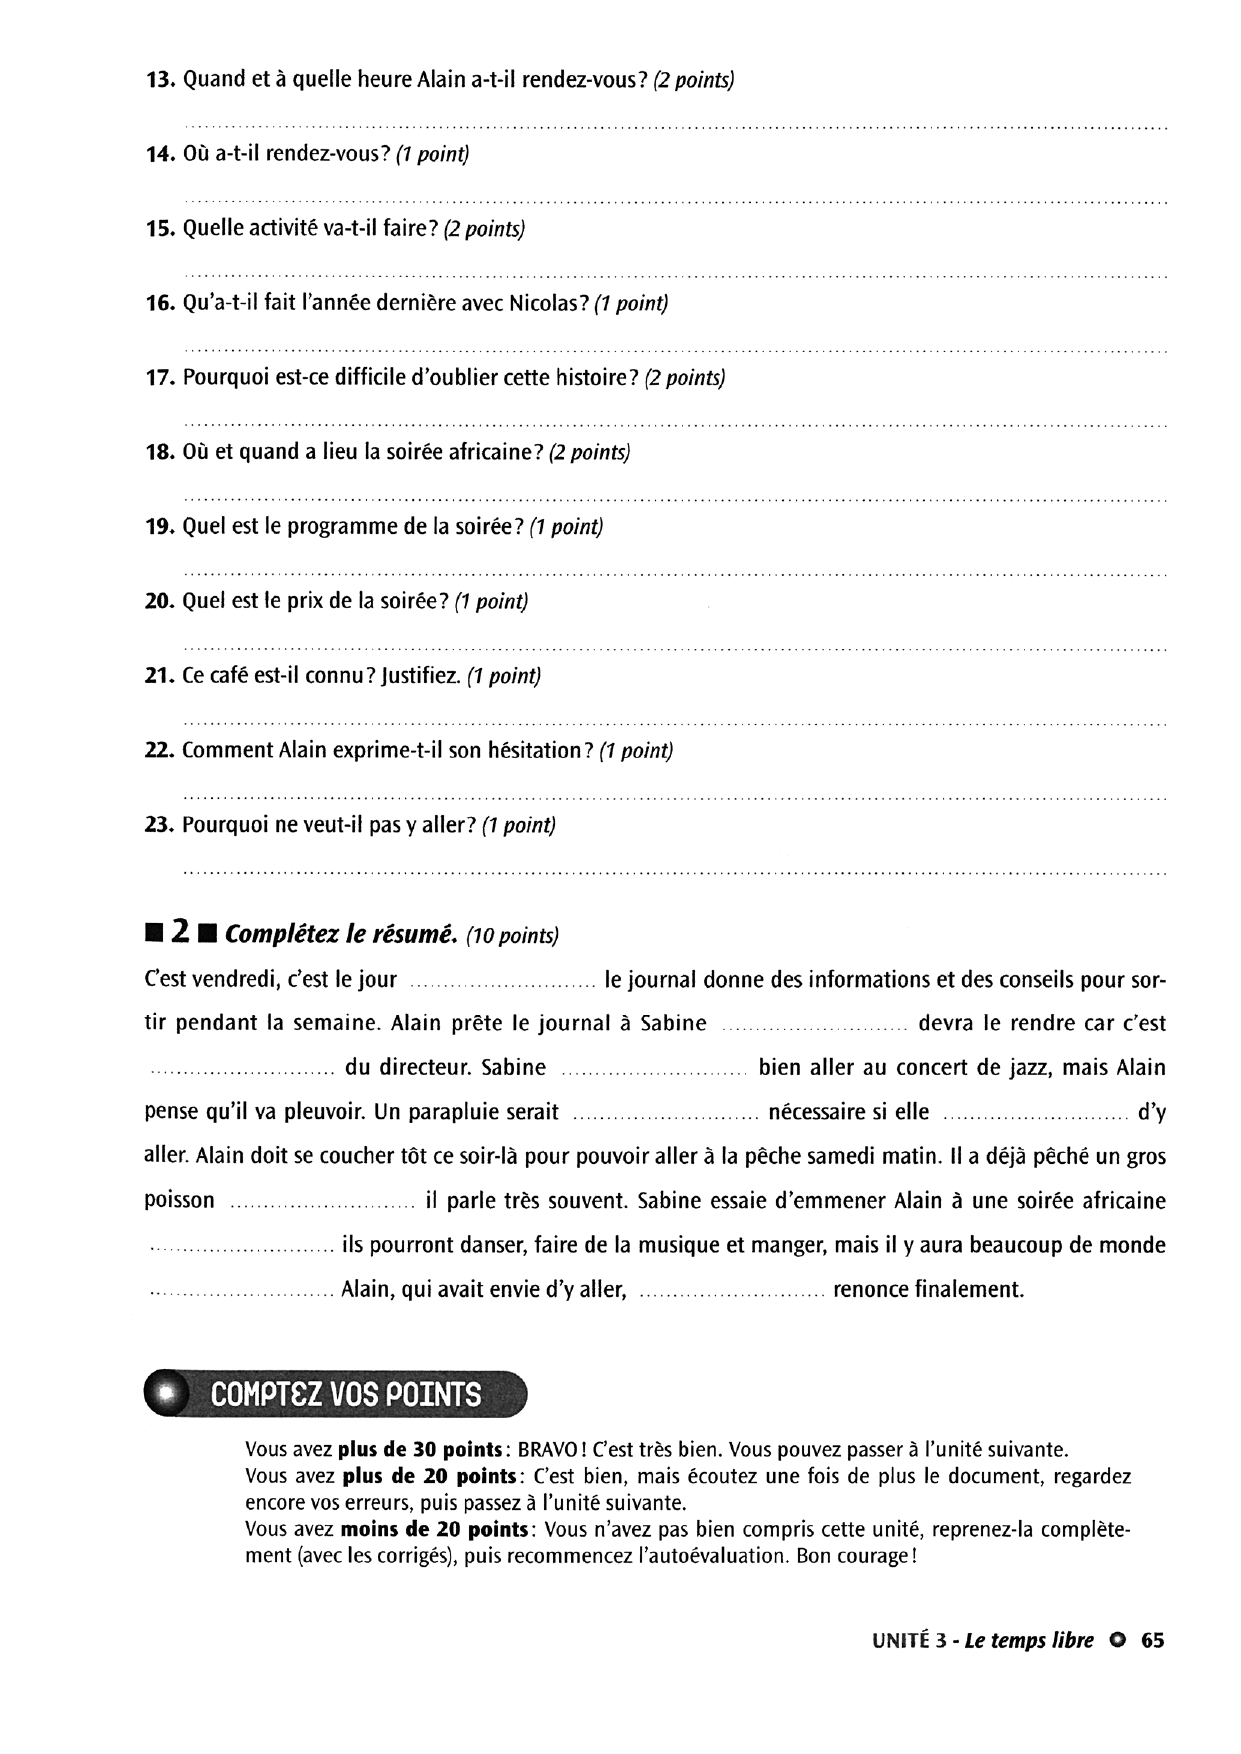 13. Quand et à quelle heure Alain a-t-il rendez-vous? (2 points)
14. Où a-t-il rendez-vous? (1 point)
15. Quelle activité va-t-il faire? (2 points)
16. Qu'a-t-il fait l'année dernière avec Nicolas? (1 point)
17. Pourquoi est-ce difficile d'oublier cette histoire? (2 points)
18. Où et quand a lieu la soirée africaine? (2 points)
19. Quel est le programme de la soirée? (1 point)
20. Quel est le prix de la soirée? (1 point)
21. Ce café est-il connu? Justifiez. (1 point)
22. Comment Alain exprime-t-il son hésitation? (1 point)
23. Pourquoi ne veut-il pas y aller? (1 point)
■ 2 ■ Complétez le résumé. (10 points)
C'est vendredi, c'est le jour ............................ le journal donne des informations et des conseils pour sor-
tir pendant la semaine. Alain prête le journal à Sabine ............................ devra le rendre car c'est
............................ du directeur. Sabine ............................ bien aller au concert de jazz, mais Alain
pense qu'il va pleuvoir. Un parapluie serait ............................ nécessaire si elle ............................ d'y
aller. Alain doit se coucher tôt ce soir-là pour pouvoir aller à la pêche samedi matin. Il a déjà pêché un gros
poisson ............................ il parle très souvent. Sabine essaie d'emmener Alain à une soirée africaine
............................ ils pourront danser, faire de la musique et manger, mais il y aura beaucoup de monde
............................ Alain, qui avait envie d'y aller, ............................ renonce finalement.
COMPTEZ VOS POINTS
Vous avez plus de 30 points: BRAVO! C'est très bien. Vous pouvez passer à l'unité suivante.
Vous avez plus de 20 points: C'est bien, mais écoutez une fois de plus le document, regardez
encore vos erreurs, puis passez à l'unité suivante.
Vous avez moins de 20 points: Vous n'avez pas bien compris cette unité, reprenez-la complète-
ment (avec les corrigés), puis recommencez l'autoévaluation. Bon courage!
UNITÉ 3 - Le temps libre 65